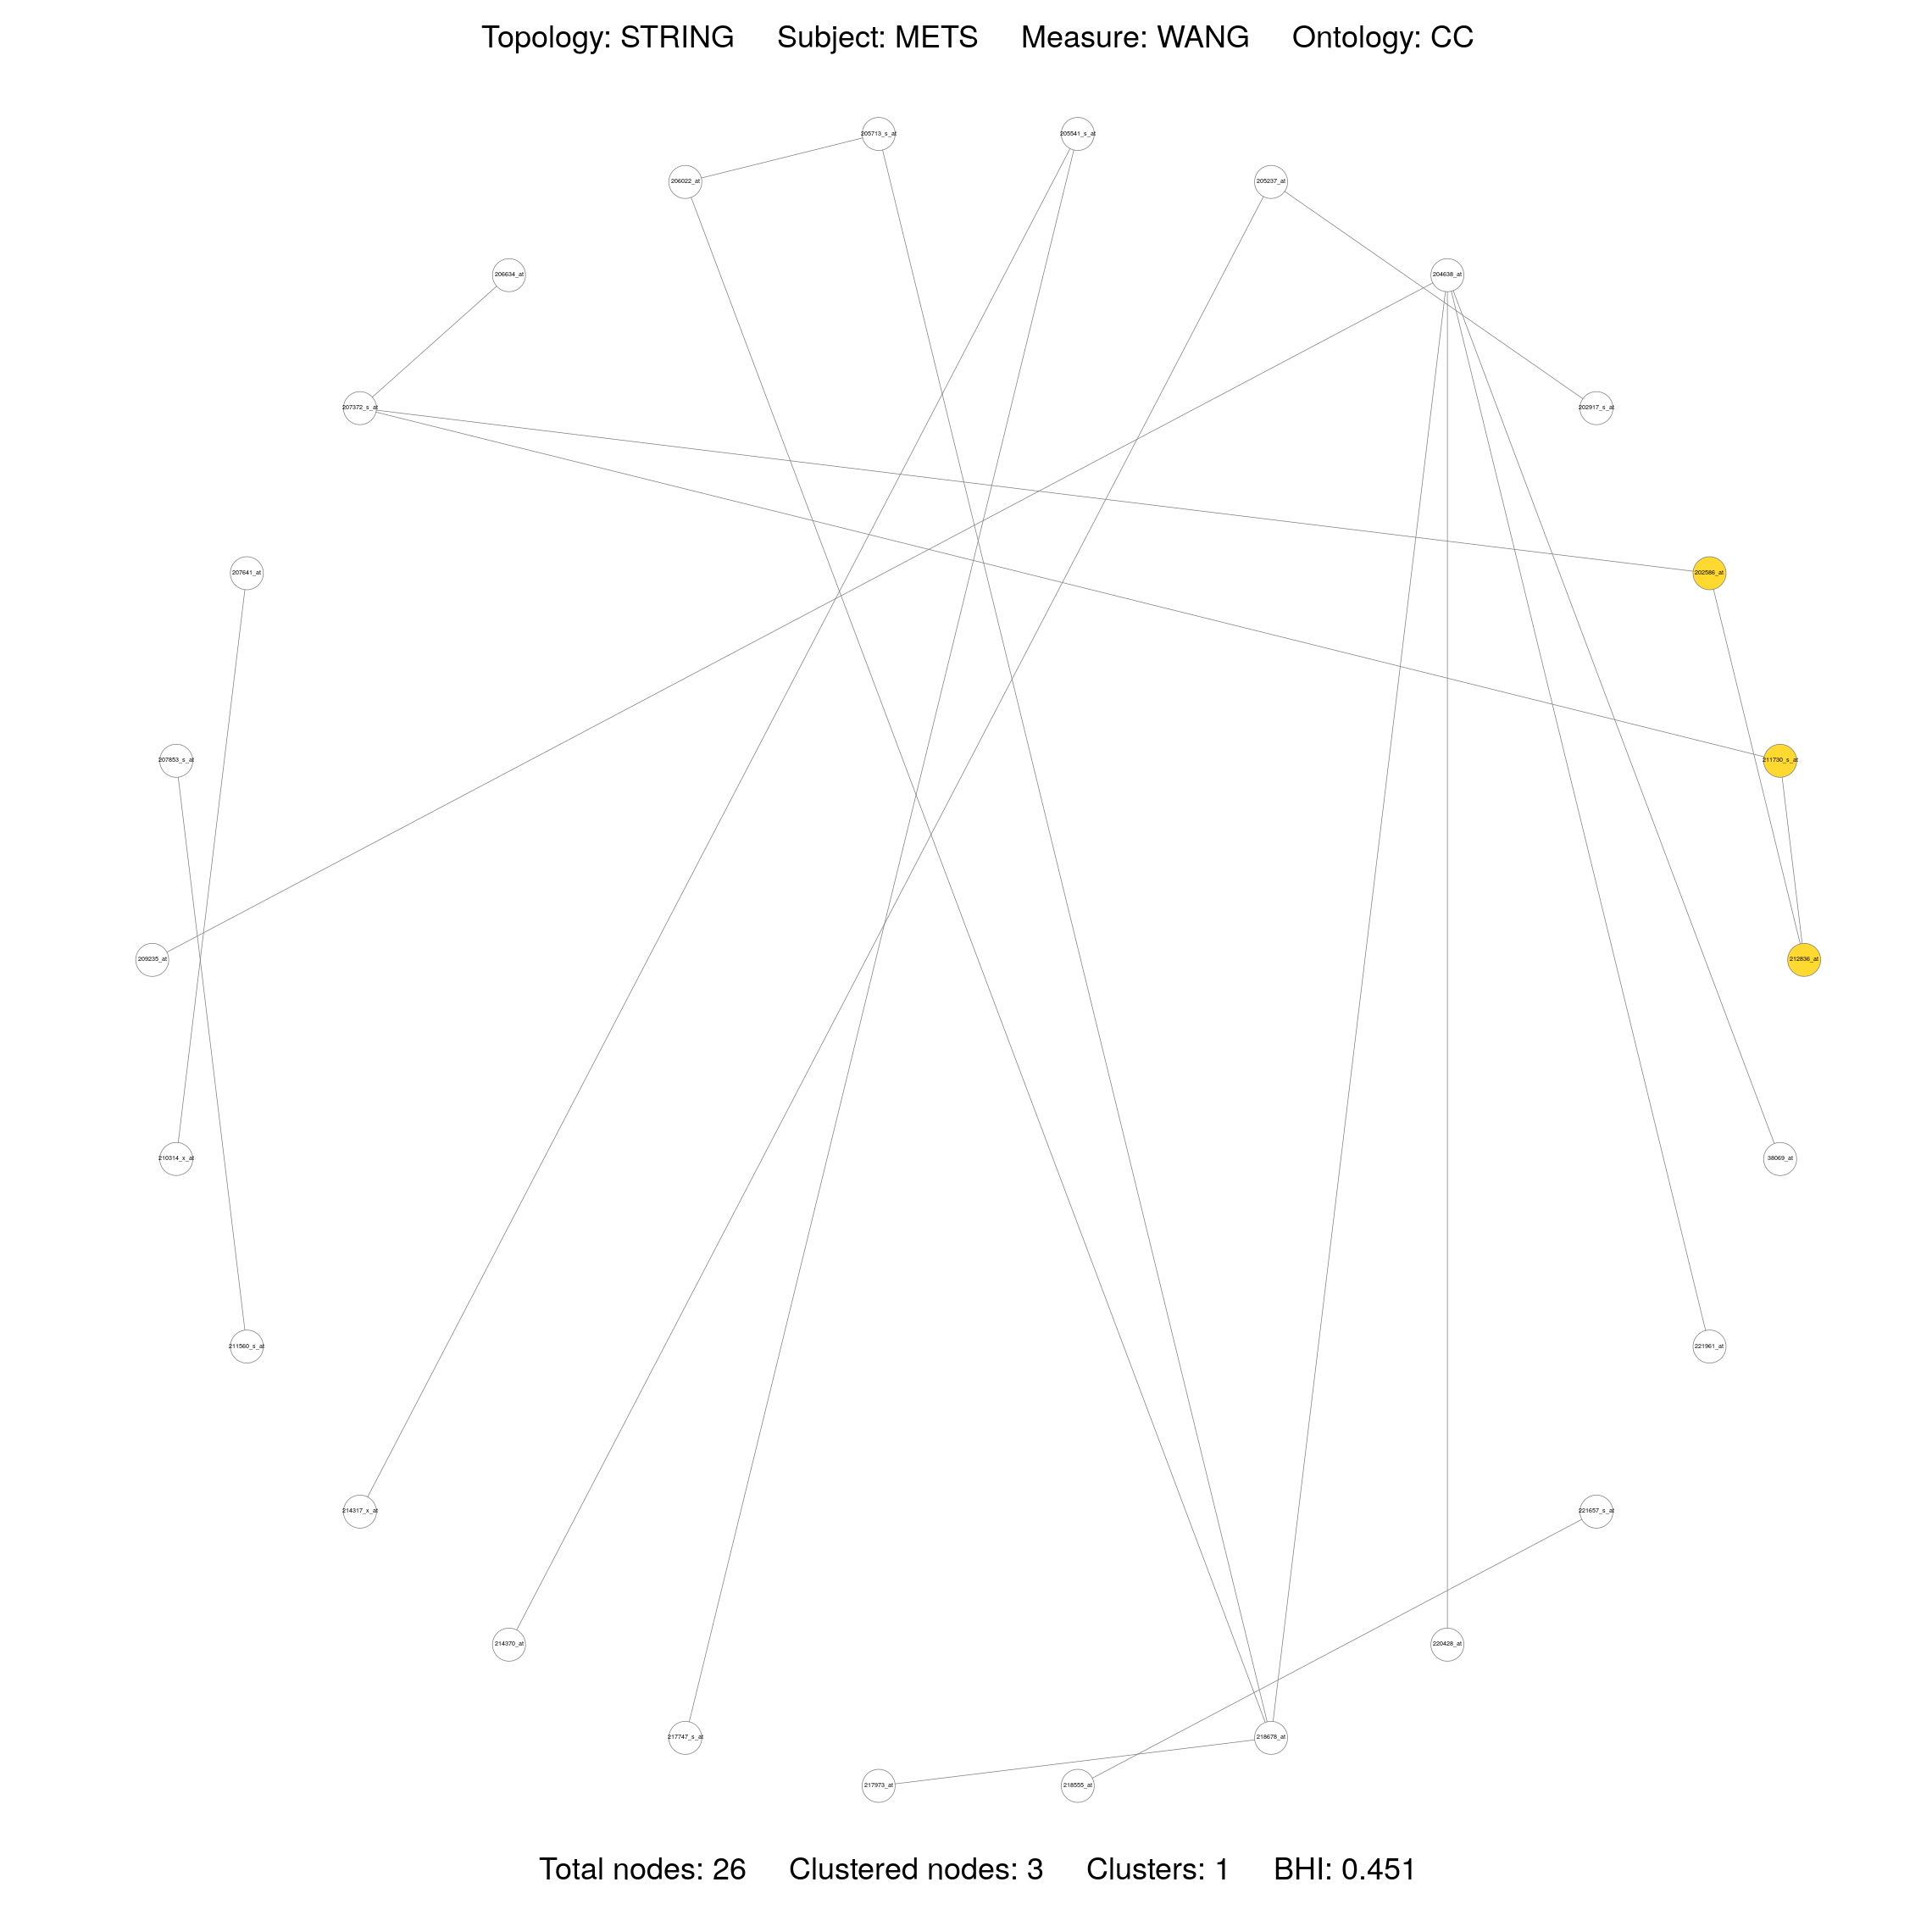 Topology: STRING Subject: METS Measure: WANG Ontology: CC
205713_s_at
205541_s_at
206022_at
205237_at
206634_at
204638_at
207372_s_at
202917_s_at
207641_at
202586_at
207853_s_at
211730_s_at
209235_at
212836_at
210314_x_at
38069_at
211560_s_at
221961_at
214317_x_at
221657_s_at
214370_at
220428_at
217747_s_at
218678_at
217973_at
218555_at
Total nodes: 26 Clustered nodes: 3 Clusters: 1 BHI: 0.451